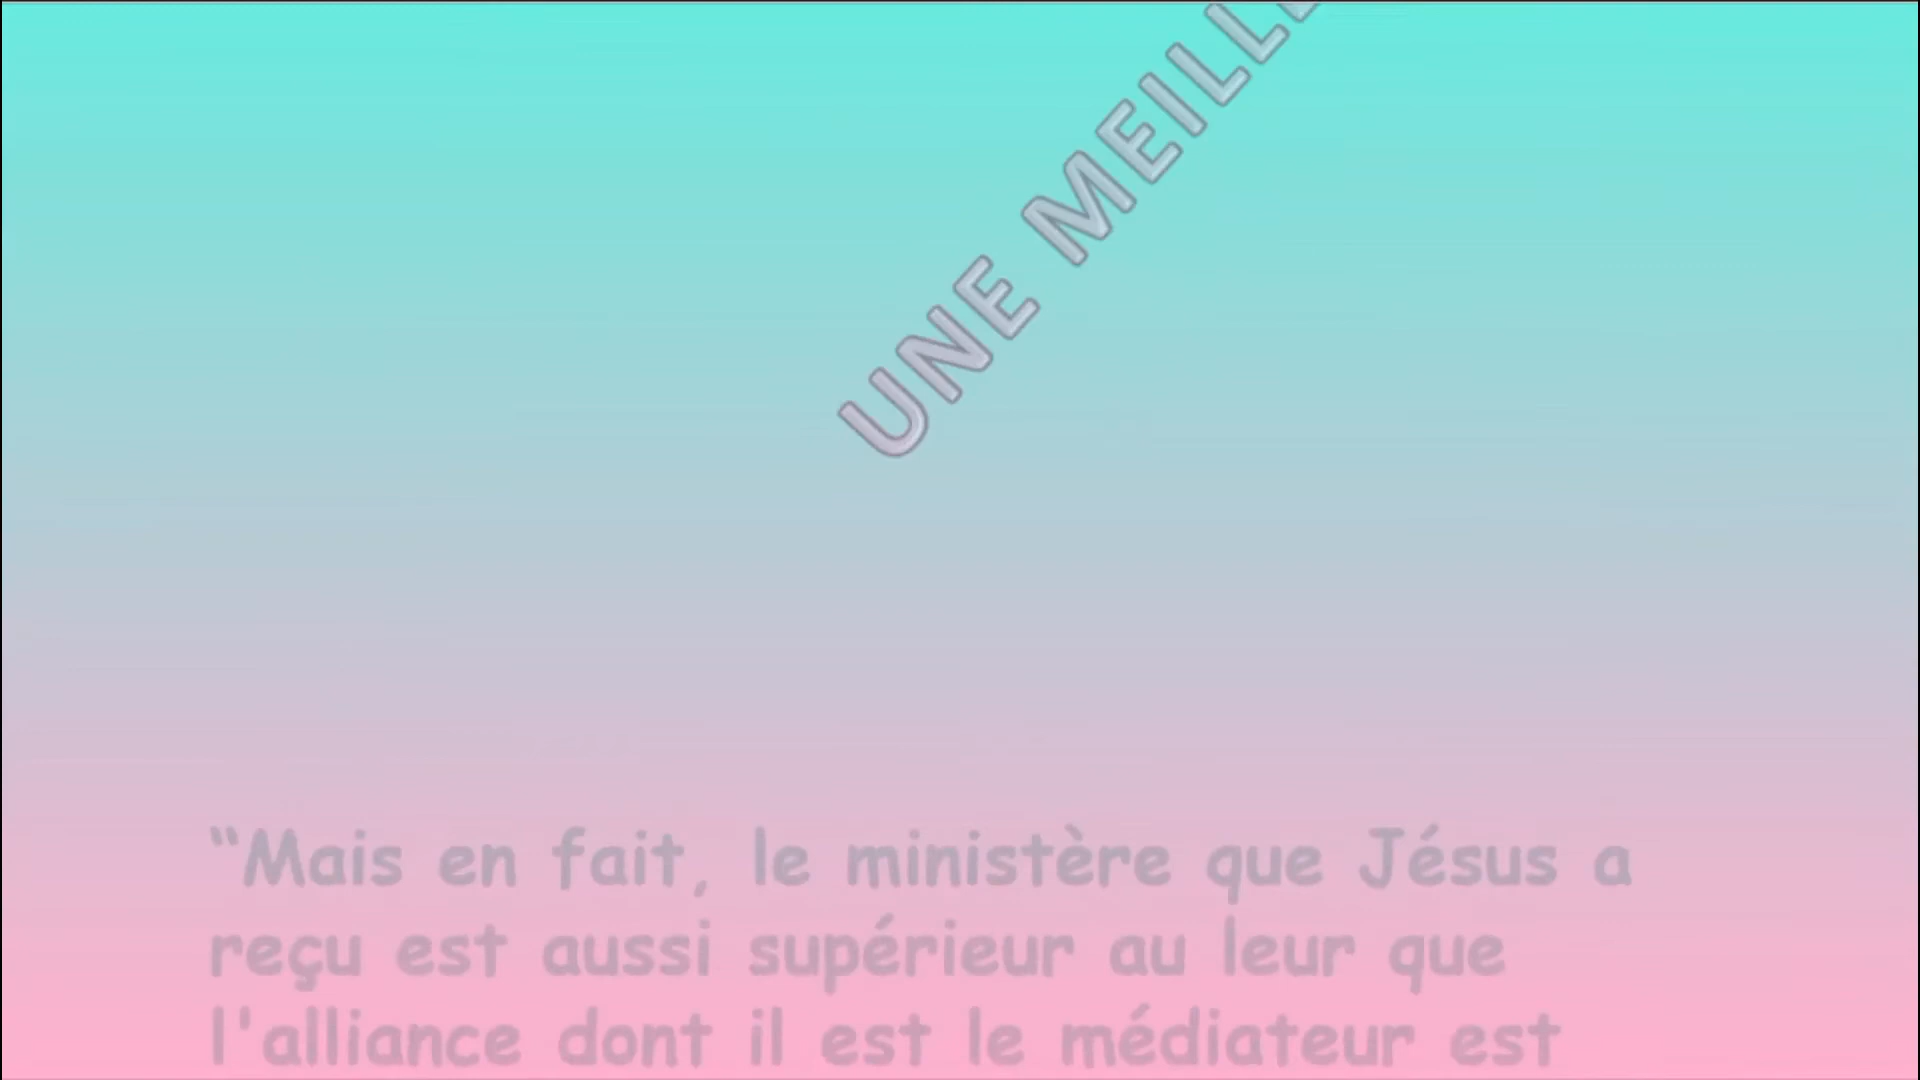 UNE MEILL
“Mais en fait, le ministère que Jésus a
reçu est aussi supérieur au leur que
l'alliance dont il est le médiateur est